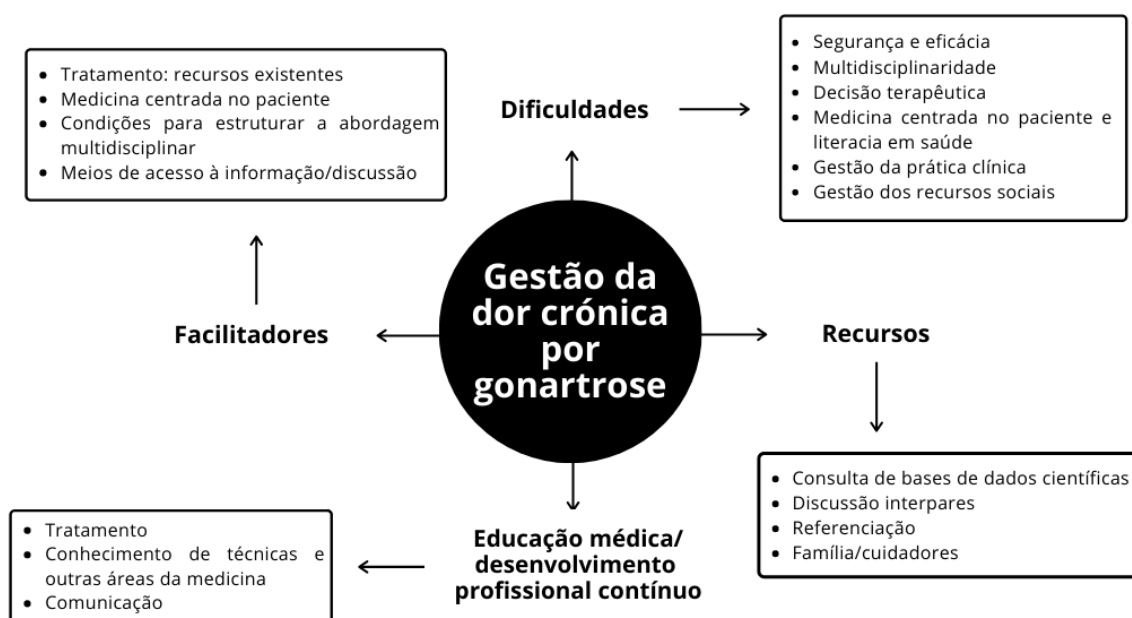 Tratamento: recursos existentes
Medicina centrada no paciente
Condições para estruturar a abordagem
multidisciplinar
Meios de acesso à informação/discussão
Dificuldades
Segurança e eficácia
Multidisciplinaridade
Decisão terapêutica
Medicina centrada no paciente e
literacia em saúde
Gestão da prática clínica
Gestão dos recursos sociais
Facilitadores
Gestão da
dor crónica
por
gonartrose
Recursos
Consulta de bases de dados científicas
Discussão interpares
Referenciação
Família/cuidadores
Educação médica/
desenvolvimento
profissional contínuo
Tratamento
Conhecimento de técnicas e
outras áreas da medicina
Comunicação